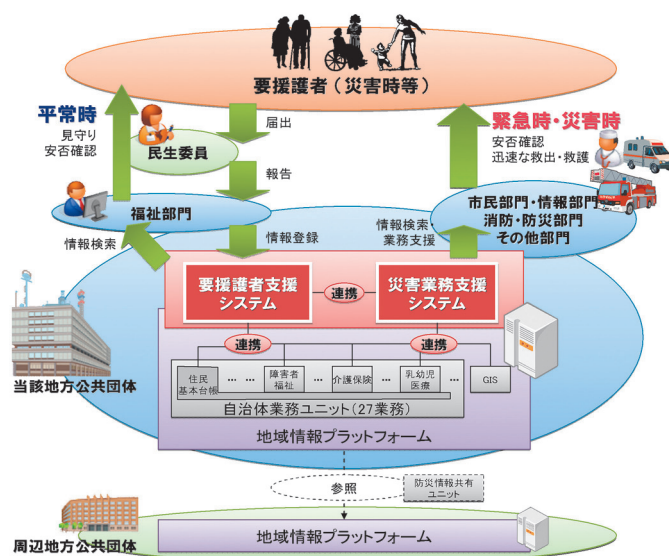 要援護者(災害時等)
平常時
見守り
安否確認
民生委員
届出
緊急時・災害時
安否確認
迅速な救出・救護
報告
福祉部門
市民部門・情報部門
消防・防災部門
その他部門
情報検索
情報登録
情報検索・
業務支援
要援護者支援
システム
連携
災害業務支援
システム
連携
連携
当該地方公共団体
住民
基本台帳
……
障害者
福祉
……
介護保険
……
乳幼児
医療
…
GIS
自治体業務ユニット(27業務)
地域情報プラットフォーム
参照
防災情報共有
ユニット
周辺地方公共団体
地域情報プラットフォーム